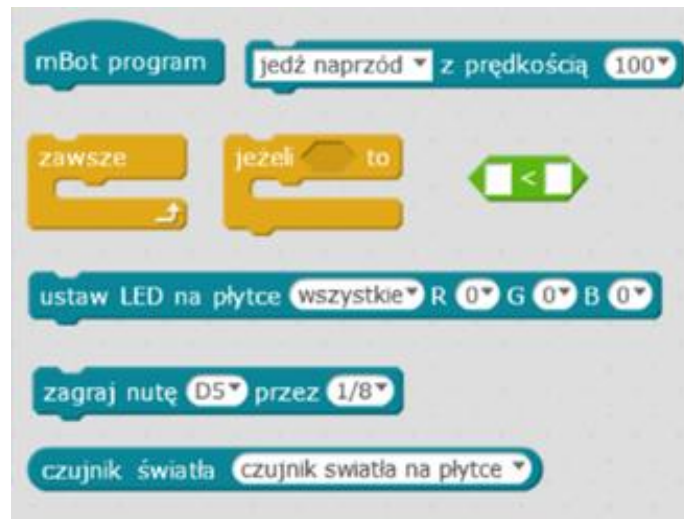 mBot program
jedź naprzód z prędkością 100
zawsze
jeżeli to
<
ustaw LED na płytce wszystkie R 0 G 0 B 0
zagraj nutę D5 przez 1/8
czujnik światła czujnik swiatła na płytce